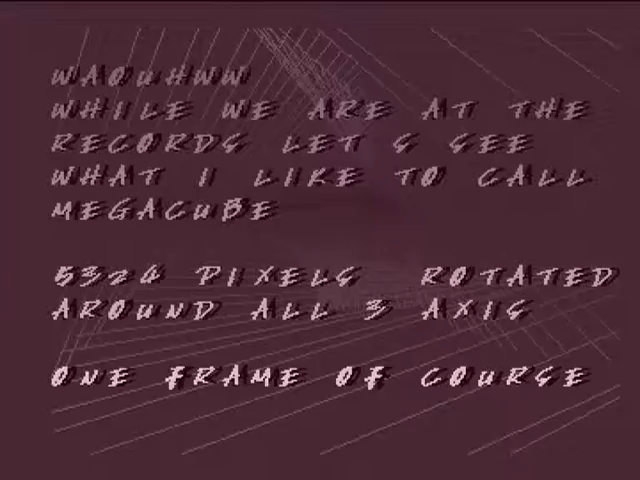 WAOUHWW
WHILE WE ARE AT THE
RECORDS LET S SEE
WHAT I LIKE TO CALL
MEGACUBE
5324 PIXELS ROTATED
AROUND ALL 3 AXIS
ONE FRAME OF COURSE